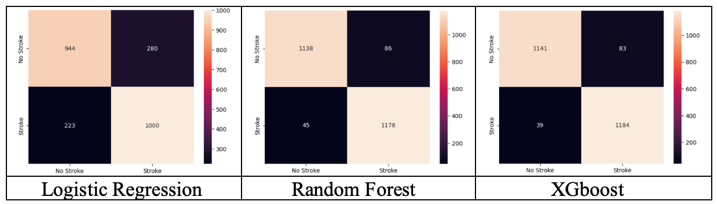 No Stroke
944
280
Stroke
223
1000
No Stroke
Stroke
1000
900
800
700
600
500
400
300
Logistic Regression
No Stroke
1138
86
Stroke
45
1178
No Stroke
Stroke
1000
800
600
400
200
Random Forest
No Stroke
1141
83
Stroke
39
1184
No Stroke
Stroke
1000
800
600
400
200
XGboost